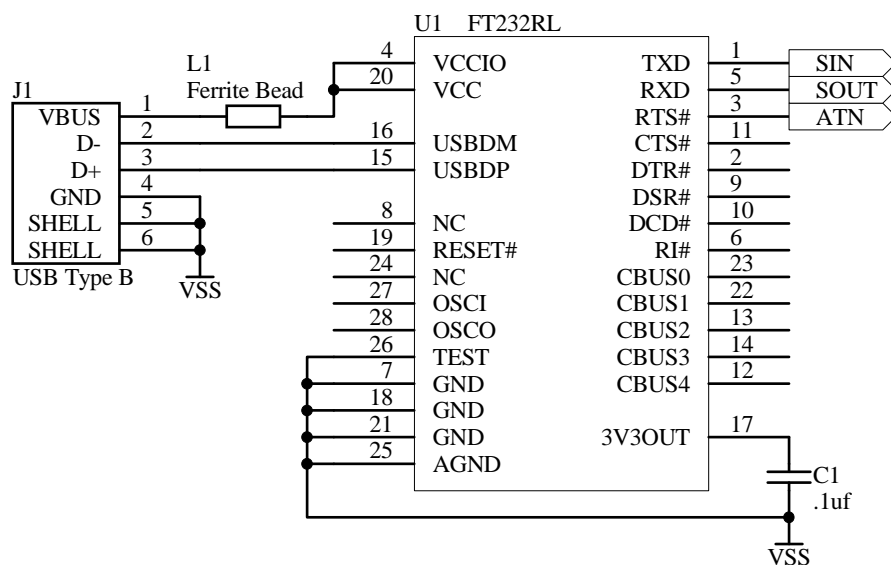 U1 FT232RL
J1
L1
Ferrite Bead
VBUS 1
D- 2
D+ 3
GND 4
SHELL 5
SHELL 6
USB Type B
VSS
4 VCCIO
20 VCC
16 USBDM
15 USBDP
8 NC
19 RESET#
24 NC
27 OSCI
28 OSCO
26 TEST
7 GND
18 GND
21 GND
25 AGND
TXD 1 SIN
RXD 5 SOUT
RTS# 3 ATN
CTS# 11
DTR# 2
DSR# 9
DCD# 10
RI# 6
CBUS0 23
CBUS1 22
CBUS2 13
CBUS3 14
CBUS4 12
3V3OUT 17
C1
.1uf
VSS